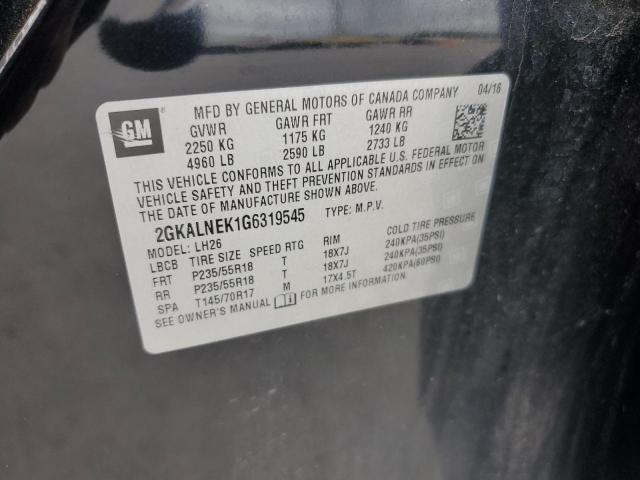 GM
MFD BY GENERAL MOTORS OF CANADA COMPANY 04/16
GVWR GAWR FRT GAWR RR
2250 KG 1175 KG 1240 KG
4960 LB 2590 LB 2733 LB
THIS VEHICLE CONFORMS TO ALL APPLICABLE U.S. FEDERAL MOTOR
VEHICLE SAFETY AND THEFT PREVENTION STANDARDS IN EFFECT ON
THE DATE OF MANUFACTURE SHOWN ABOVE.
2GKALNEK1G6319545 TYPE: M.P.V.
MODEL: LH26
LBCB TIRE SIZE SPEED RTG RIM COLD TIRE PRESSURE
FRT P235/55R18 T 18X7J 240KPA(35PSI)
RR P235/55R18 T 18X7J 240KPA(35PSI)
SPA T145/70R17 M 17X4.5T 420KPA(60PSI)
SEE OWNER'S MANUAL FOR MORE INFORMATION.